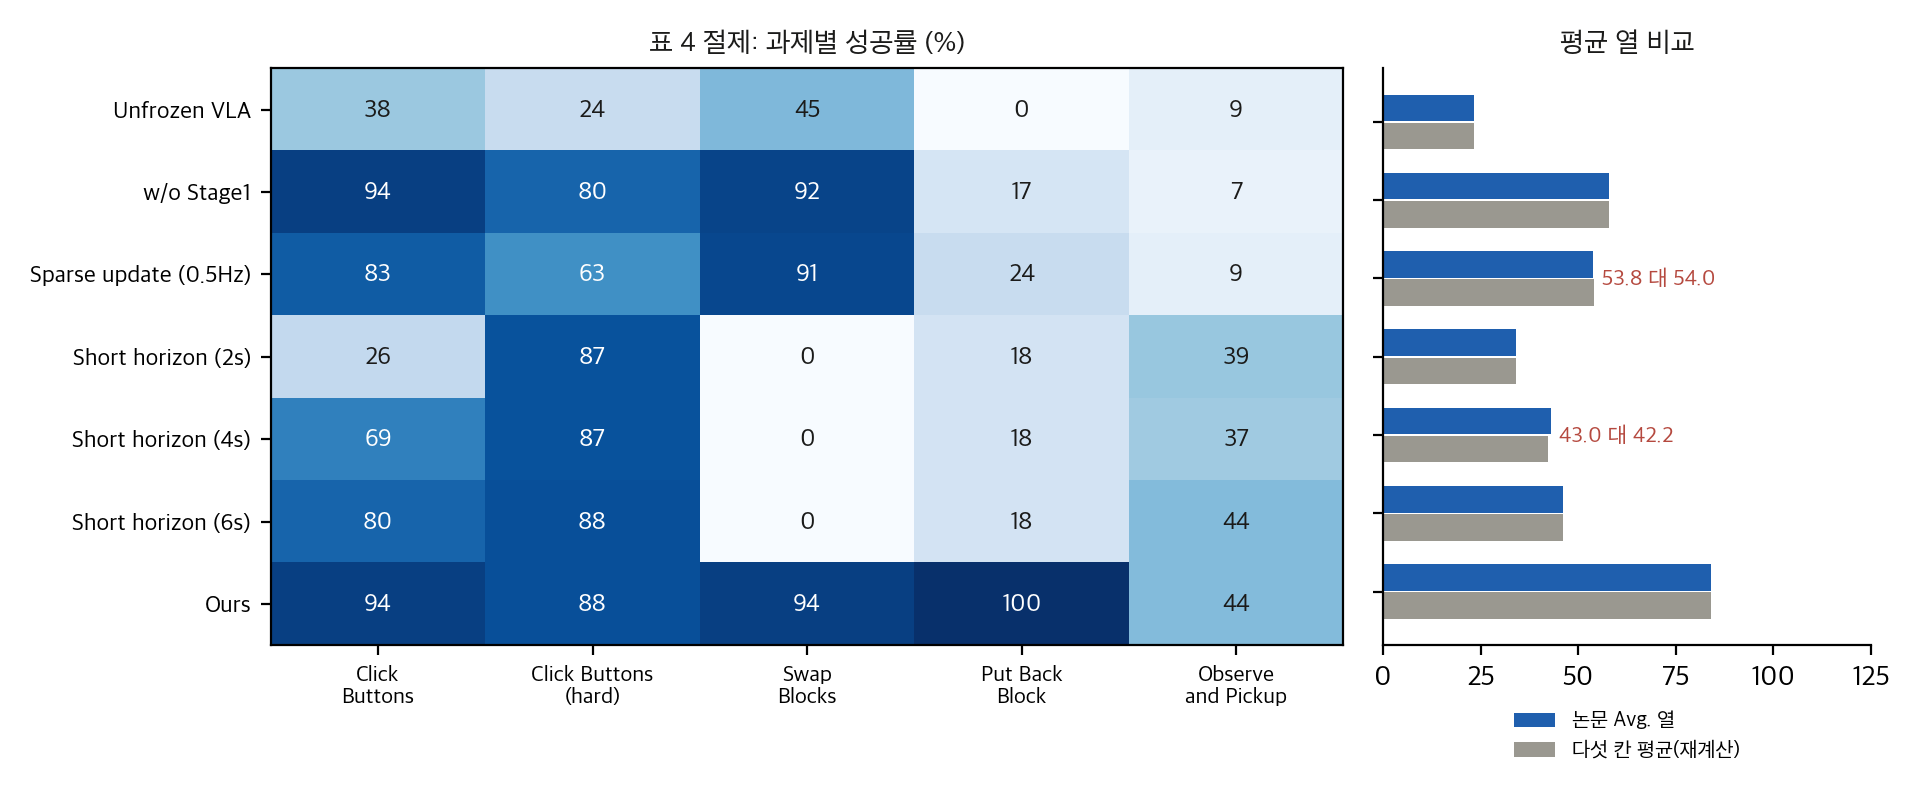 표 4 절제: 과제별 성공률 (%)
평균 열 비교
Unfrozen VLA 38 24 45 0 9
w/o Stage1 94 80 92 17 7
Sparse update (0.5Hz) 83 63 91 24 9
53.8 대 54.0
Short horizon (2s) 26 87 0 18 39
Short horizon (4s) 69 87 0 18 37
43.0 대 42.2
Short horizon (6s) 80 88 0 18 44
Ours 94 88 94 100 44
Click
Buttons
Click Buttons
(hard)
Swap
Blocks
Put Back
Block
Observe
and Pickup
0 25 50 75 100 125
논문 Avg. 열
다섯 칸 평균(재계산)